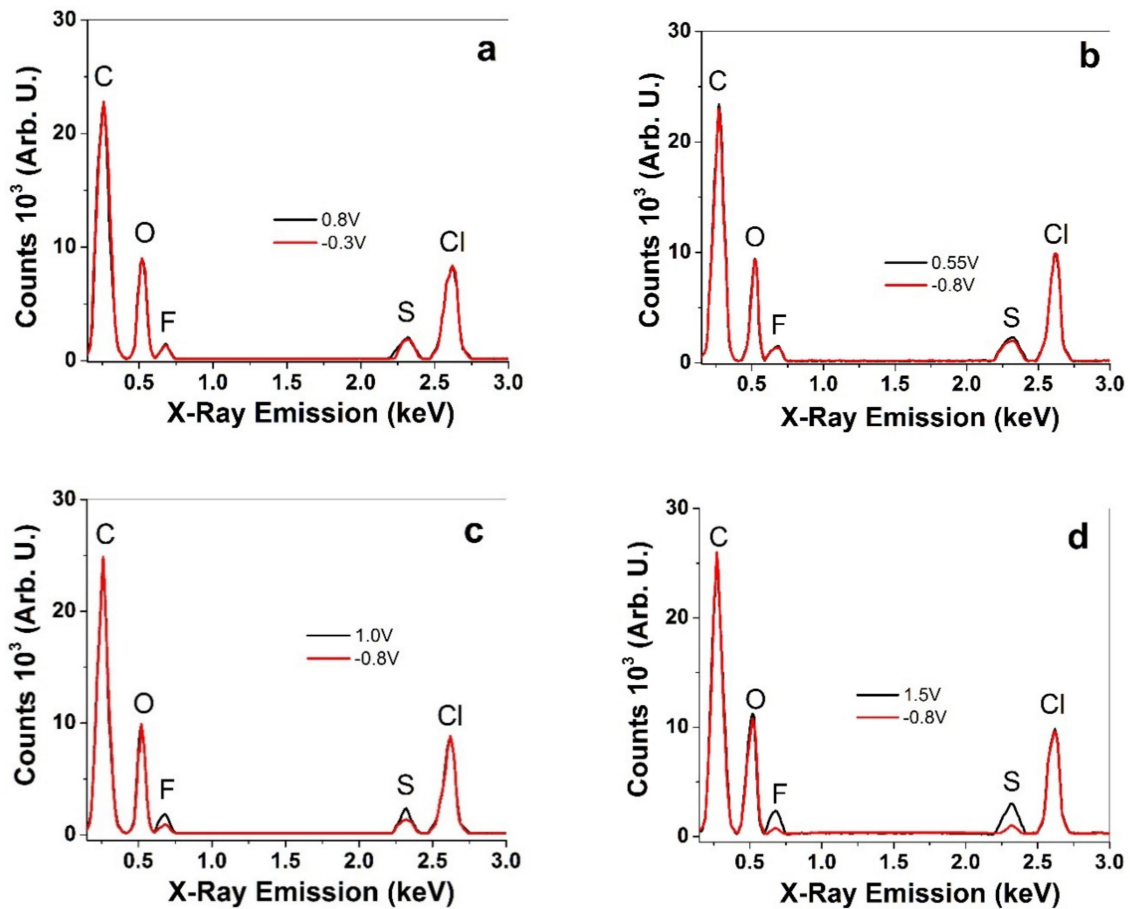 a
30
20
10
0
Counts 10³ (Arb. U.)
C
O
F
S
Cl
0.8V
-0.3V
0.5 1.0 1.5 2.0 2.5 3.0
X-Ray Emission (keV)
b
30
20
10
0
Counts 10³ (Arb. U.)
C
O
F
S
Cl
0.55V
-0.8V
0.5 1.0 1.5 2.0 2.5 3.0
X-Ray Emission (keV)
c
30
20
10
0
Counts 10³ (Arb. U.)
C
O
F
S
Cl
1.0V
-0.8V
0.5 1.0 1.5 2.0 2.5 3.0
X-Ray Emission (keV)
d
30
20
10
0
Counts 10³ (Arb. U.)
C
O
F
S
Cl
1.5V
-0.8V
0.5 1.0 1.5 2.0 2.5 3.0
X-Ray Emission (keV)